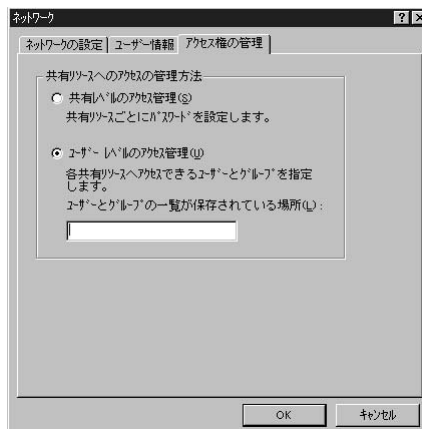 ネットワーク
ネットワークの設定 ユーザー情報 アクセス権の管理
共有リソースへのアクセスの管理方法
共有レベルのアクセス管理(S)
共有リソースごとにパスワードを設定します。
ユーザー レベルのアクセス管理(U)
各共有リソースへアクセスできるユーザーとグループを指定
します。
ユーザーとグループの一覧が保存されている場所(L):
OK キャンセル